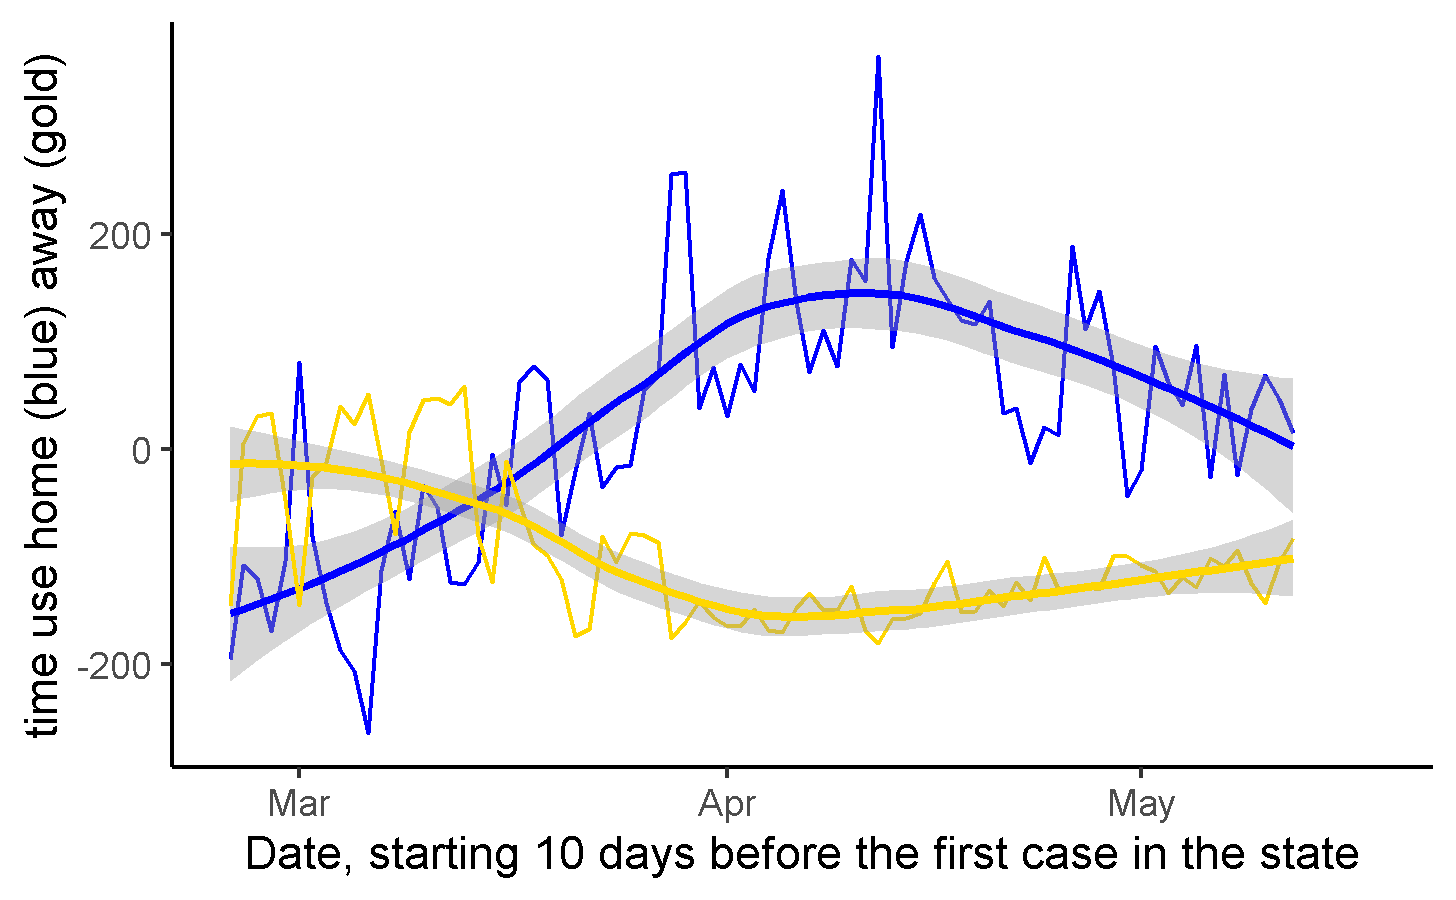 time use home (blue) away (gold)
200
0
-200
Mar
Apr
May
Date, starting 10 days before the first case in the state